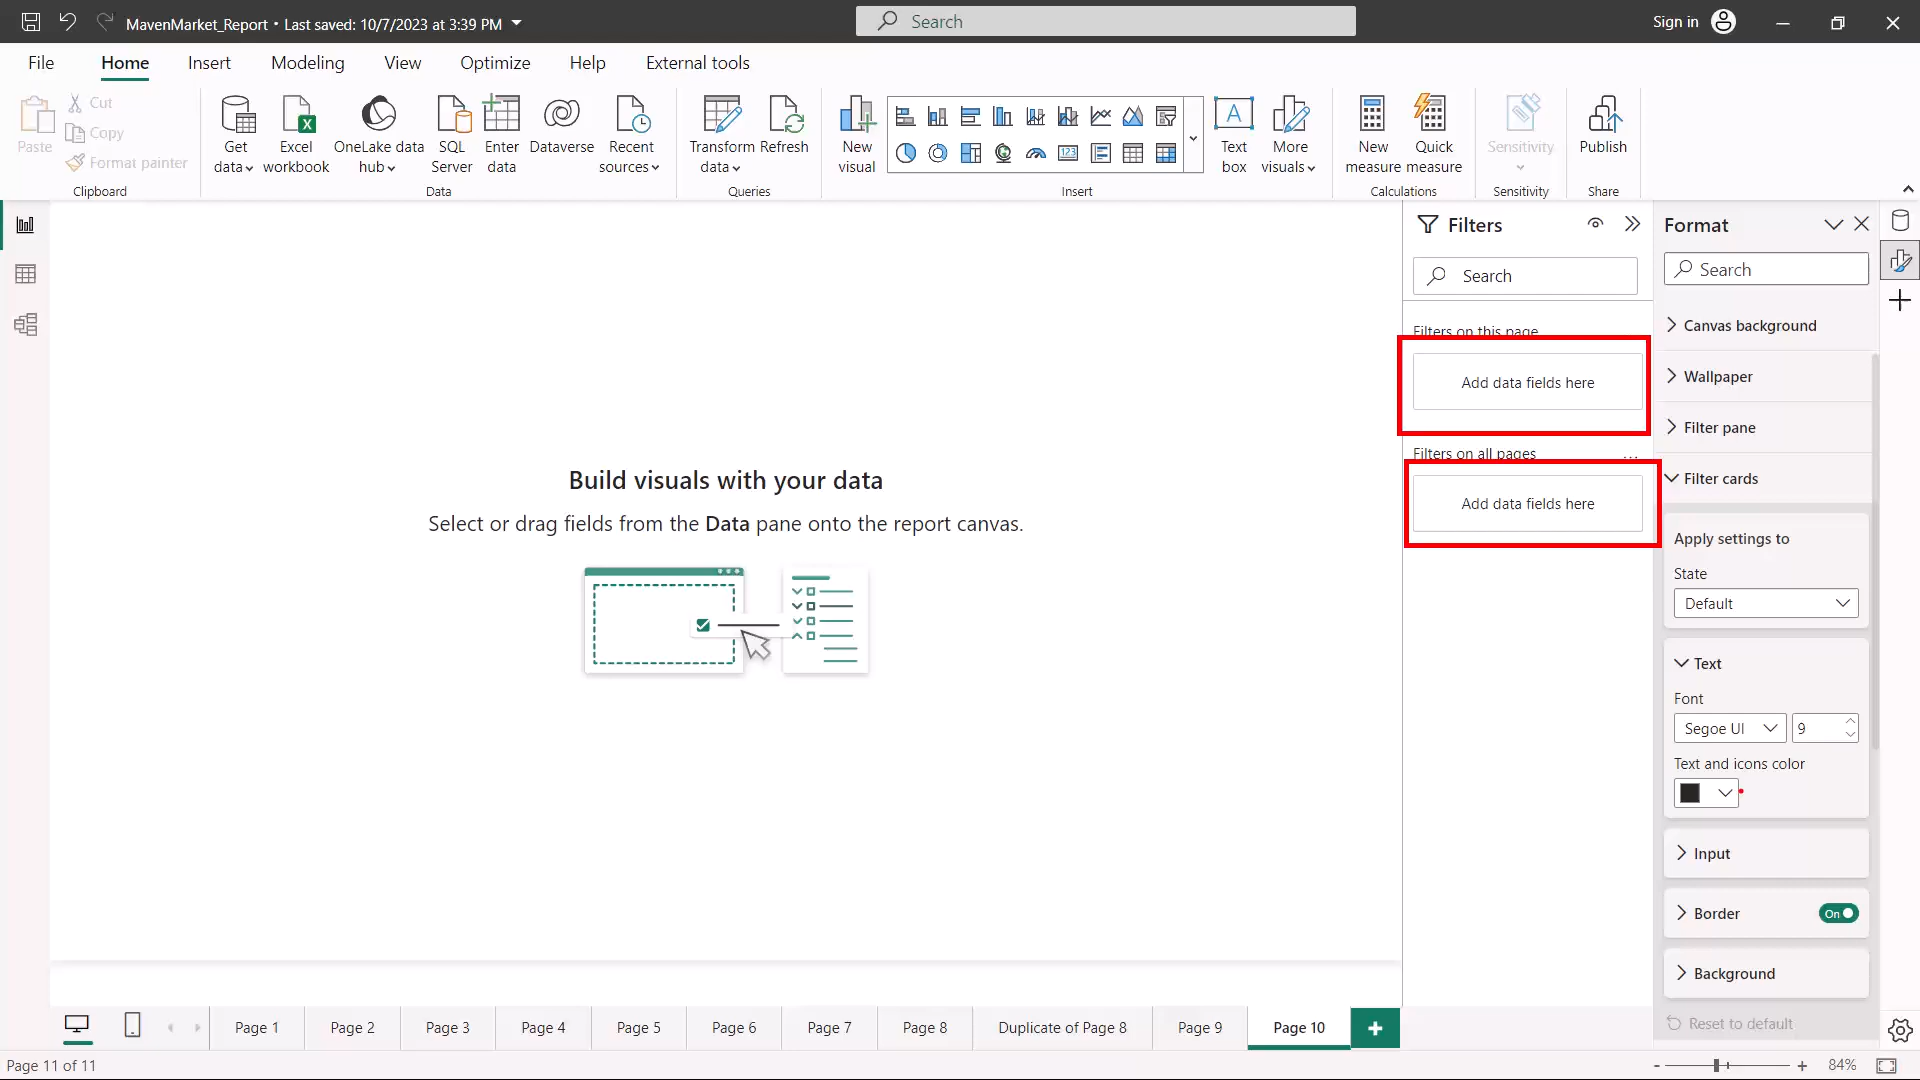 MavenMarket_Report • Last saved: 10/7/2023 at 3:39 PM
Search
Sign in
File
Home
Insert
Modeling
View
Optimize
Help
External tools
Paste
Cut
Copy
Format painter
Clipboard
Get data
Excel workbook
OneLake data hub
SQL Server
Enter data
Dataverse
Recent sources
Data
Transform data
Refresh
Queries
New visual
123
Insert
A
Text box
More visuals
New measure
Quick measure
Calculations
Sensitivity
Sensitivity
Publish
Share
Build visuals with your data
Select or drag fields from the Data pane onto the report canvas.
Filters
Search
Filters on this page
Add data fields here
Filters on all pages
Add data fields here
Format
Search
Canvas background
Wallpaper
Filter pane
Filter cards
Apply settings to
State
Default
Text
Font
Segoe UI
9
Text and icons color
Input
Border
On
Background
Reset to default
Page 1
Page 2
Page 3
Page 4
Page 5
Page 6
Page 7
Page 8
Duplicate of Page 8
Page 9
Page 10
Page 11 of 11
84%